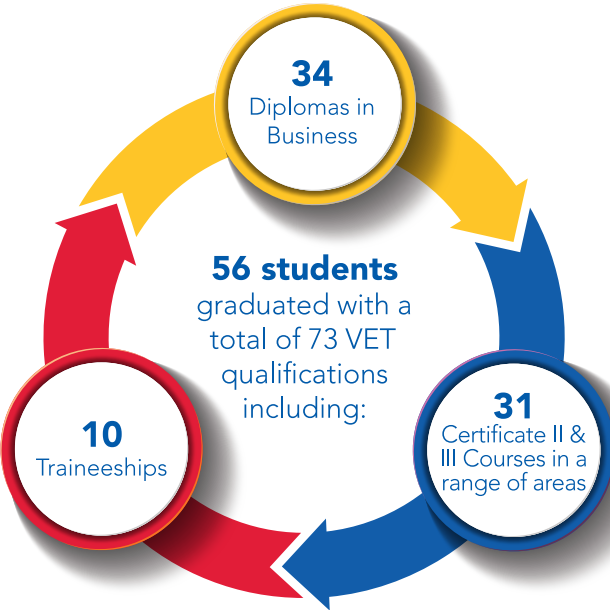 34
Diplomas in
Business
56 students
graduated with a
total of 73 VET
qualifications
including:
10
Traineeships
31
Certificate II &
III Courses in a
range of areas